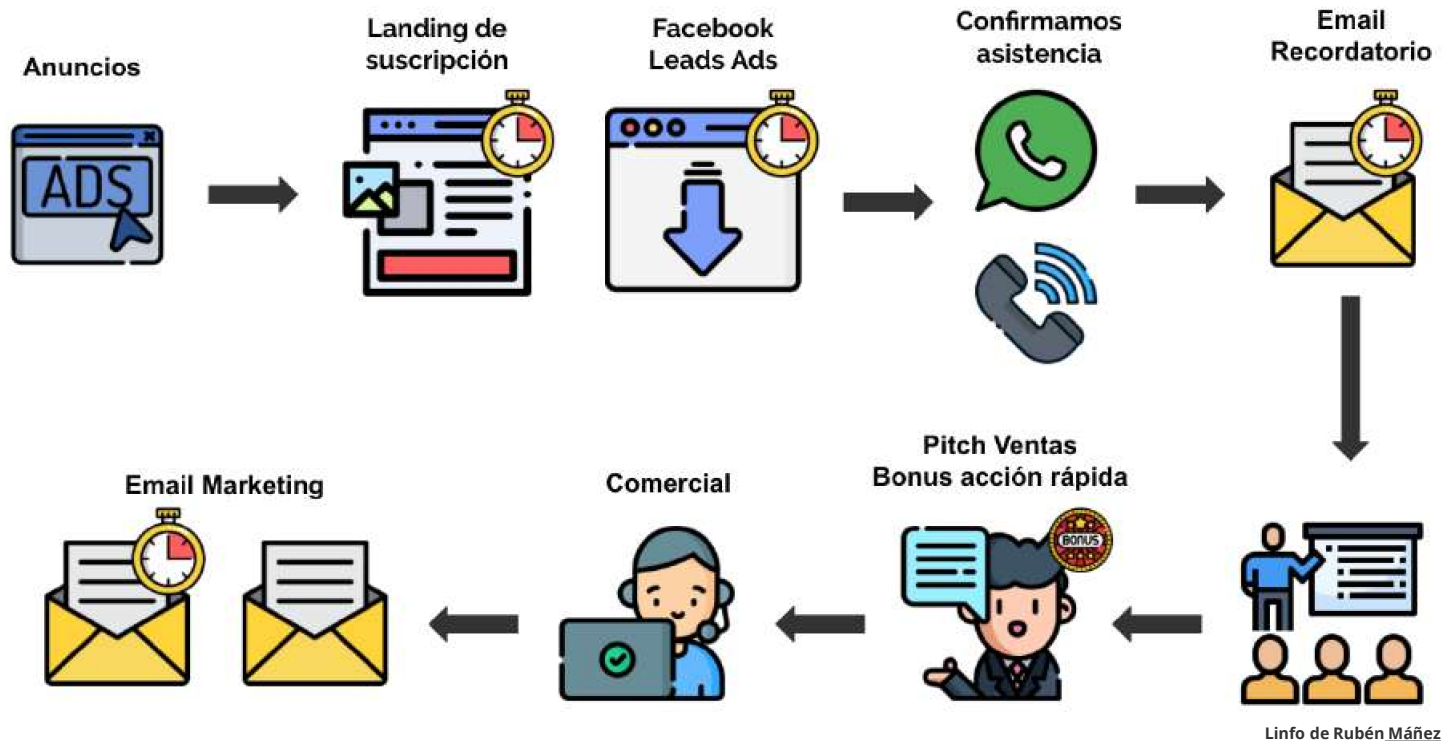 Anuncios
Landing de
suscripción
Facebook
Leads Ads
Confirmamos
asistencia
Email
Recordatorio
ADS
Pitch Ventas
Bonus acción rápida
Comercial
Email Marketing
BONUS
Linfo de Rubén Máñez